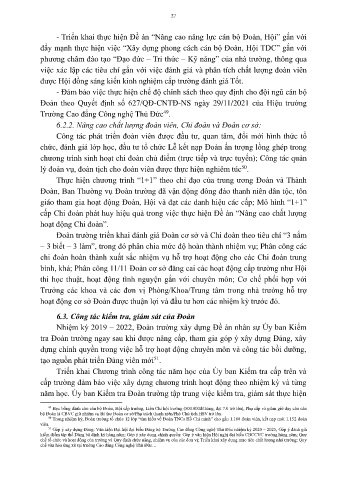 37
- Triển khai thực hiện Đề án “Nâng cao năng lực cán bộ Đoàn, Hội” gắn với
đẩy mạnh thực hiện việc “Xây dựng phong cách cán bộ Đoàn, Hội TDC” gắn với
phương châm đào tạo “Đạo đức – Tri thức – Kỹ năng” của nhà trường, thông qua
việc xác lập các tiêu chí gắn với việc đánh giá và phân tích chất lượng đoàn viên
được Hội đồng sáng kiến kinh nghiệm cấp trường đánh giá Tốt.
- Đảm bảo việc thực hiện chế độ chính sách theo quy định cho đội ngũ cán bộ
Đoàn theo Quyết định số 627/QĐ-CNTĐ-NS ngày 29/11/2021 của Hiệu trưởng
Trường Cao đẳng Công nghệ Thủ Đức49.
6.2.2. Nâng cao chất lượng đoàn viên, Chi đoàn và Đoàn cơ sở:
Công tác phát triển đoàn viên được đầu tư, quan tâm, đổi mới hình thức tổ
chức, đảng giờ lớp học, đầu tư tổ chức Lễ kết nạp Đoàn ấn tượng lồng ghép trong
chương trình sinh hoạt chi đoàn chủ điểm (trực tiếp và trực tuyến); Công tác quản
lý đoàn vụ, đoàn tịch cho đoàn viên được thực hiện nghiêm túc50.
Thực hiện chương trình “1+1” theo chỉ đạo của trung ương Đoàn và Thành
Đoàn, Ban Thường vụ Đoàn trường đã vận động đông đảo thanh niên dân tộc, tôn
giáo tham gia hoạt động Đoàn, Hội và đạt các danh hiệu các cấp; Mô hình “1+1”
cấp Chi đoàn phát huy hiệu quả trong việc thực hiện Đề án “Nâng cao chất lượng
hoạt động Chi đoàn”.
Đoàn trường triển khai đánh giá Đoàn cơ sở và Chi đoàn theo tiêu chí “3 nắm
– 3 biết – 3 làm”, trong đó phân chia mức độ hoàn thành nhiệm vụ; Phân công các
chi đoàn hoàn thành xuất sắc nhiệm vụ hỗ trợ hoạt động cho các Chi đoàn trung
bình, khá; Phân công 11/11 Đoàn cơ sở đăng cai các hoạt động cấp trường như Hội
thi học thuật, hoạt động tình nguyện gắn với chuyên môn; Cơ chế phối hợp với
Trường các khoa và các đơn vị Phòng/Khoa/Trung tâm trong nhà trường hỗ trợ
hoạt động cơ sở Đoàn được thuận lợi và đầu tư hơn các nhiệm kỳ trước đó.
6.3. Công tác kiểm tra, giám sát của Đoàn
Nhiệm kỳ 2019 – 2022, Đoàn trường xây dựng Đề án nhân sự Ủy ban Kiểm
tra Đoàn trường ngay sau khi được nâng cấp, tham gia góp ý xây dựng Đảng, xây
dựng chính quyền trong việc hỗ trợ hoạt động chuyên môn và công tác bồi dưỡng,
tạo nguồn phát triển Đảng viên mới51.
Triển khai Chương trình công tác năm học của Ủy ban Kiểm tra cấp trên và
cấp trường đảm bảo việc xây dựng chương trình hoạt động theo nhiệm kỳ và từng
năm học. Ủy ban Kiểm tra Đoàn trường tập trung việc kiểm tra, giám sát thực hiện